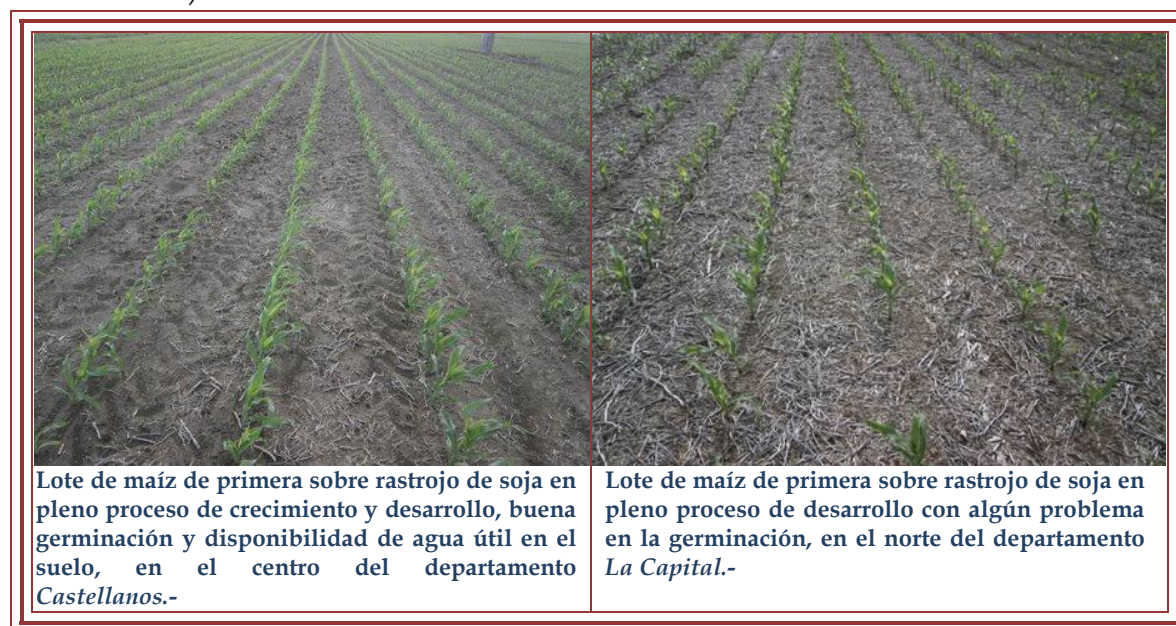 Lote de maíz de primera sobre rastrojo de soja en
pleno proceso de crecimiento y desarrollo, buena
germinación y disponibilidad de agua útil en el
suelo, en el centro del departamento
Castellanos.-
Lote de maíz de primera sobre rastrojo de soja en
pleno proceso de desarrollo con algún problema
en la germinación, en el norte del departamento
La Capital.-